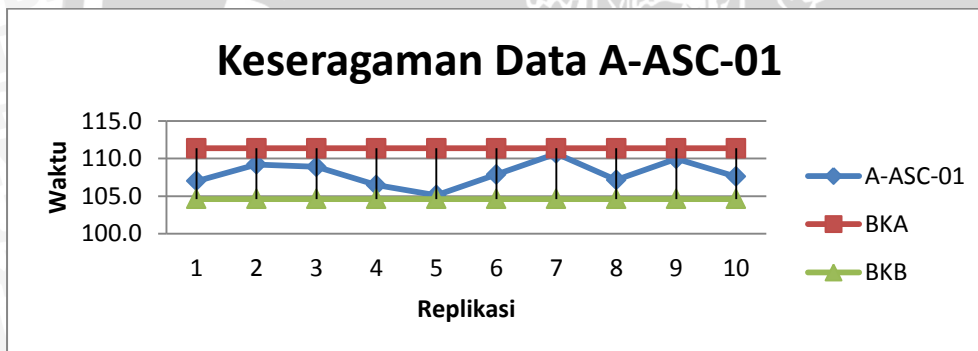 Keseragaman Data A-ASC-01
Waktu
115.0
110.0
105.0
100.0
1 2 3 4 5 6 7 8 9 10
Replikasi
A-ASC-01
BKA
BKB